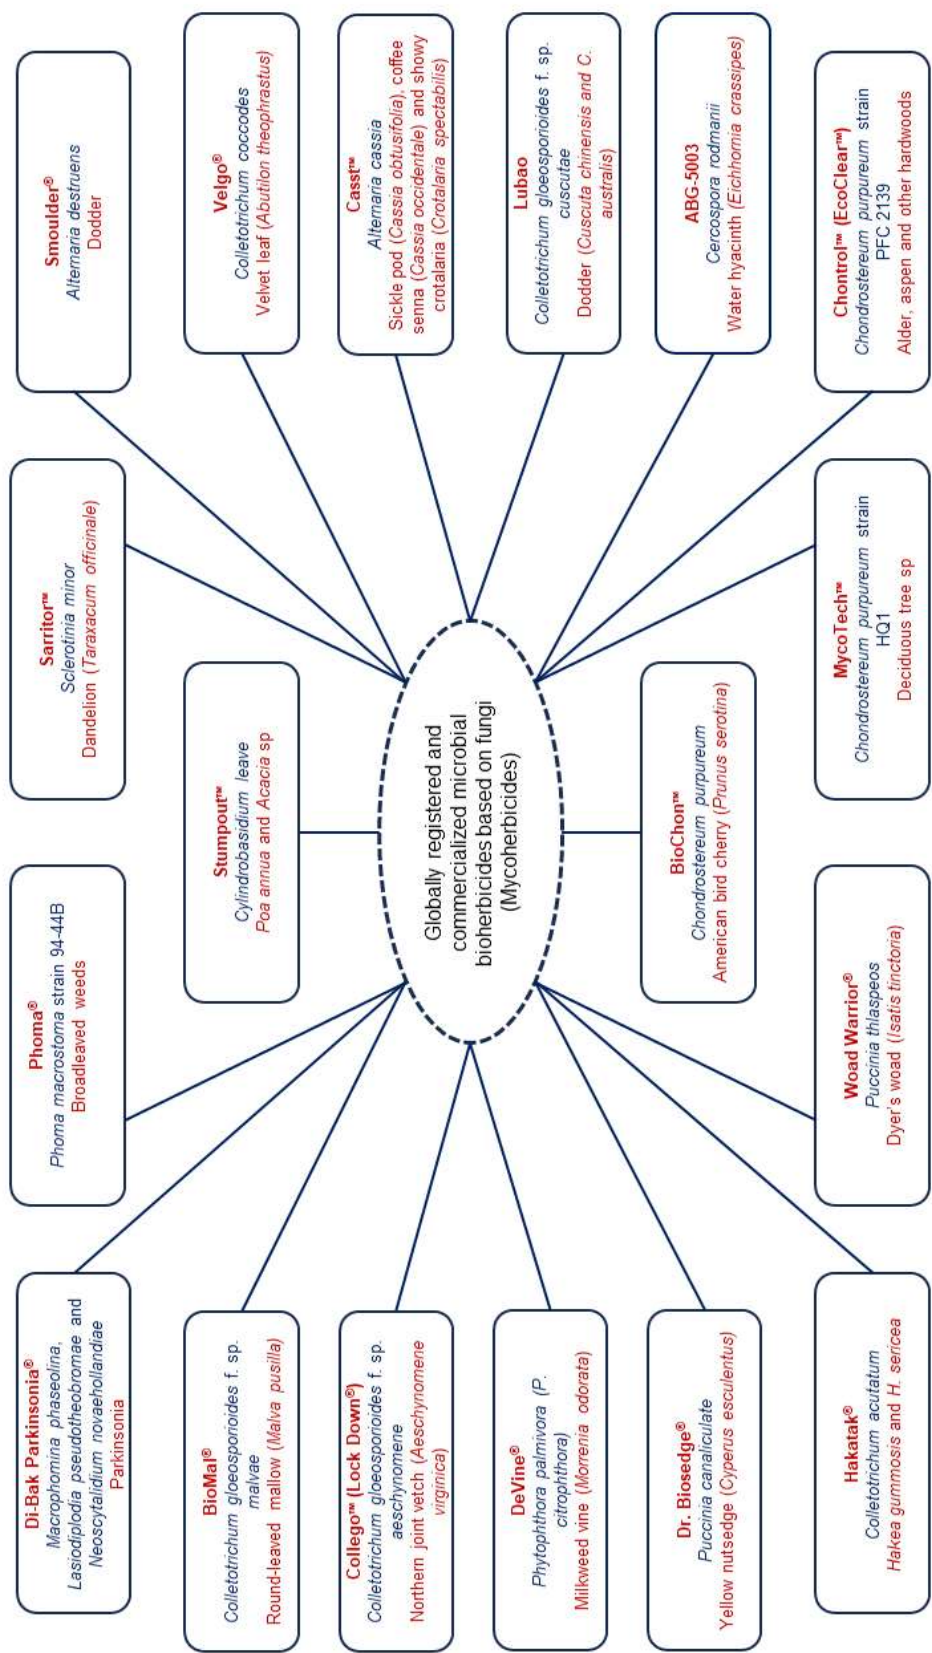 Di-Bak Parkinsonia®
Macrophomina phaseolina,
Lasiodiplodia pseudotheobromae and
Neoscytalidium novaehollandiae
Parkinsonia
Phoma®
Phoma macrostoma strain 94-44B
Broadleaved weeds
Sarritor™
Sclerotinia minor
Dandelion (Taraxacum officinale)
Smoulder®
Alternaria destruens
Dodder
BioMal®
Colletotrichum gloeosporioides f. sp.
malvae
Round-leaved mallow (Malva pusilla)
Stumpout™
Cylindrobasidium leave
Poa annua and Acacia sp
Velgo®
Colletotrichum coccodes
Velvet leaf (Abutilon theophrastus)
Collego™ (Lock Down®)
Colletotrichum gloeosporioides f. sp.
aeschynomene
Northern joint vetch (Aeschynomene
virginica)
Casst™
Alternaria cassia
Sickle pod (Cassia obtusifolia), coffee
senna (Cassia occidentale) and showy
crotalaria (Crotalaria spectabilis)
Globally registered and
commercialized microbial
bioherbicides based on fungi
(Mycoherbicides)
DeVine®
Phytophthora palmivora (P.
citrophthora)
Milkweed vine (Morrenia odorata)
Lubao
Colletotrichum gloeosporioides f. sp.
cuscutae
Dodder (Cuscuta chinensis and C.
australis)
Dr. Biosedge®
Puccinia canaliculate
Yellow nutsedge (Cyperus esculentus)
BioChon™
Chondrostereum purpureum
American bird cherry (Prunus serotina)
ABG-5003
Cercospora rodmanii
Water hyacinth (Eichhornia crassipes)
Hakatak®
Colletotrichum acutatum
Hakea gummosis and H. sericea
Woad Warrior®
Puccinia thlaspeos
Dyer's woad (Isatis tinctoria)
MycoTech™
Chondrostereum purpureum strain
HQ1
Deciduous tree sp
Chontrol™ (EcoClear™)
Chondrostereum purpureum strain
PFC 2139
Alder, aspen and other hardwoods